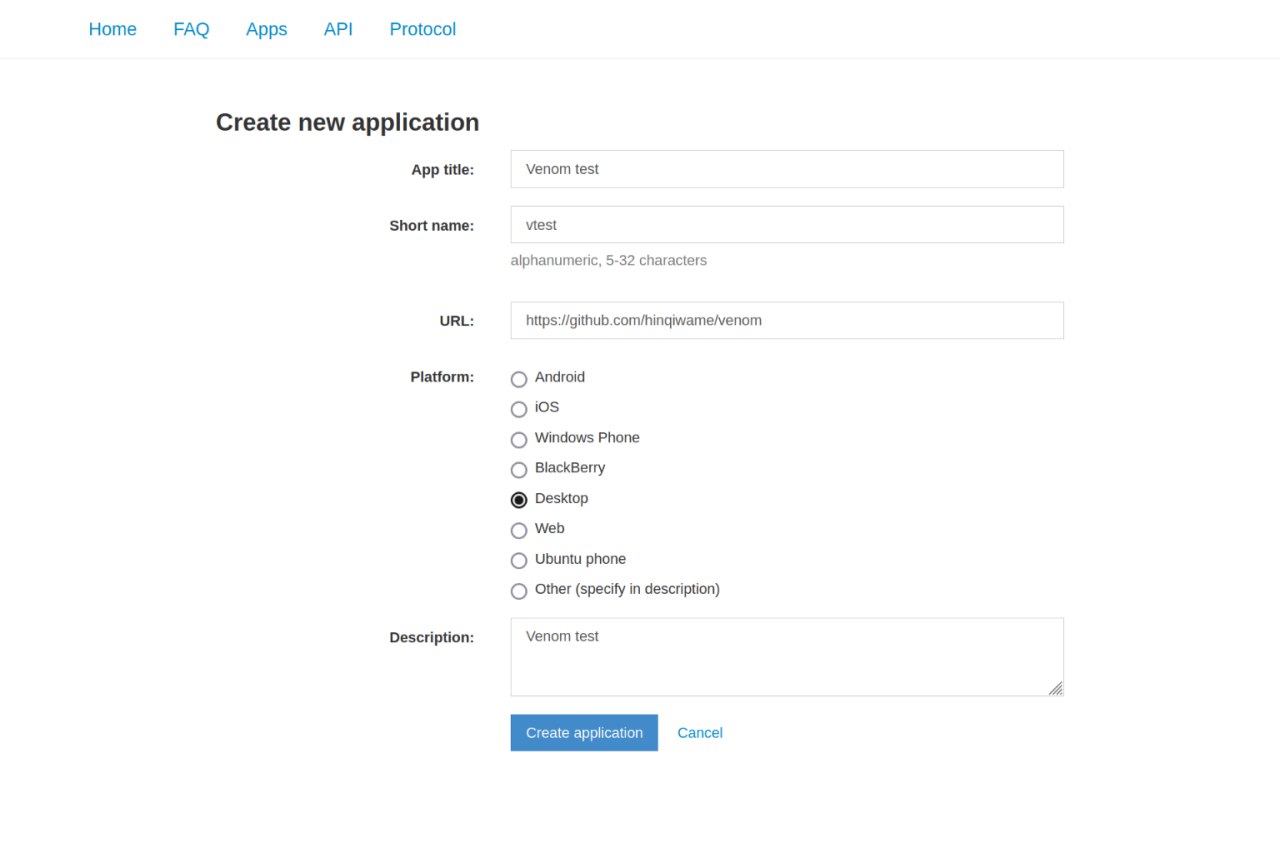 Home FAQ Apps API Protocol
Create new application
App title: Venom test
Short name: vtest
alphanumeric, 5-32 characters
URL: https://github.com/hinqiwame/venom
Platform: Android
iOS
Windows Phone
BlackBerry
Desktop
Web
Ubuntu phone
Other (specify in description)
Description: Venom test
Create application Cancel